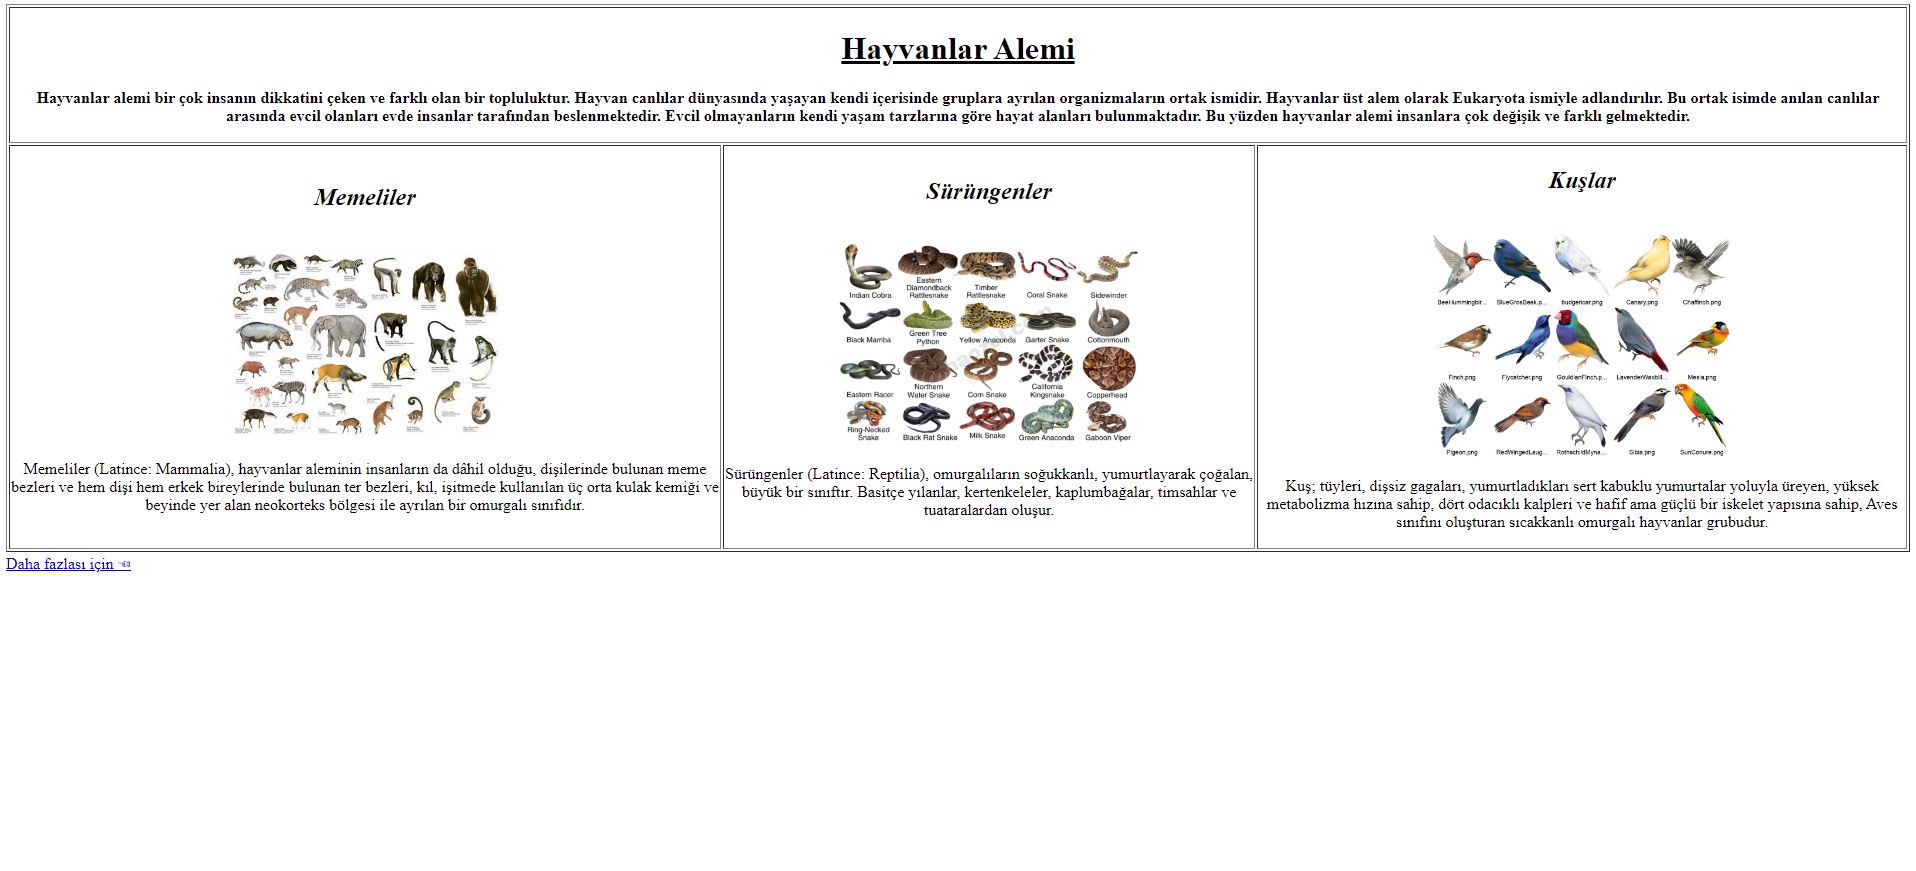 Hayvanlar Alemi
Hayvanlar alemi bir çok insanın dikkatini çeken ve farklı olan bir topluluktur. Hayvan canlılar dünyasında yaşayan kendi içerisinde gruplara ayrılan organizmaların ortak ismidir. Hayvanlar üst alem olarak Eukaryota ismiyle adlandırılır. Bu ortak isimde anılan canlılar
arasında evcil olanları evde insanlar tarafından beslenmektedir. Evcil olmayanların kendi yaşam tarzlarına göre hayat alanları bulunmaktadır. Bu yüzden hayvanlar alemi insanlara çok değişik ve farklı gelmektedir.
Memeliler
Memeliler (Latince: Mammalia), hayvanlar aleminin insanların da dâhil olduğu, dişilerinde bulunan meme
bezleri ve hem dişi hem erkek bireylerinde bulunan ter bezleri, kıl, işitmede kullanılan üç orta kulak kemiği ve
beyinde yer alan neokorteks bölgesi ile ayrılan bir omurgalı sınıfıdır.
Sürüngenler
Indian Cobra
Eastern
Diamondback
Rattlesnake
Timber
Rattlesnake
Coral Snake
Sidewinder
Black Mamba
Green Tree
Python
Yellow Anaconda
Garter Snake
Cottonmouth
Eastern Racer
Northern
Water Snake
Corn Snake
California
Kingsnake
Copperhead
Ring-Necked
Snake
Black Rat Snake
Milk Snake
Green Anaconda
Gaboon Viper
Sürüngenler (Latince: Reptilia), omurgalıların soğukkanlı, yumurtlayarak çoğalan,
büyük bir sınıftır. Basitçe yılanlar, kertenkeleler, kaplumbağalar, timsahlar ve
tuataralardan oluşur.
Kuşlar
BeeHummingbir... BlueGrosBeak.p... budgericar.png Canary.png Chaffinch.png
Finch.png Flycatcher.png GouldianFinch.p... LavenderWaxbill... Mesia.png
Pigeon.png RedWingedLaug... RothschildMyna... Sibia.png SunConure.png
Kuş; tüyleri, dişsiz gagaları, yumurtladıkları sert kabuklu yumurtalar yoluyla üreyen, yüksek
metabolizma hızına sahip, dört odacıklı kalpleri ve hafif ama güçlü bir iskelet yapısına sahip, Aves
sınıfını oluşturan sıcakkanlı omurgalı hayvanlar grubudur.
Daha fazlası için ☜